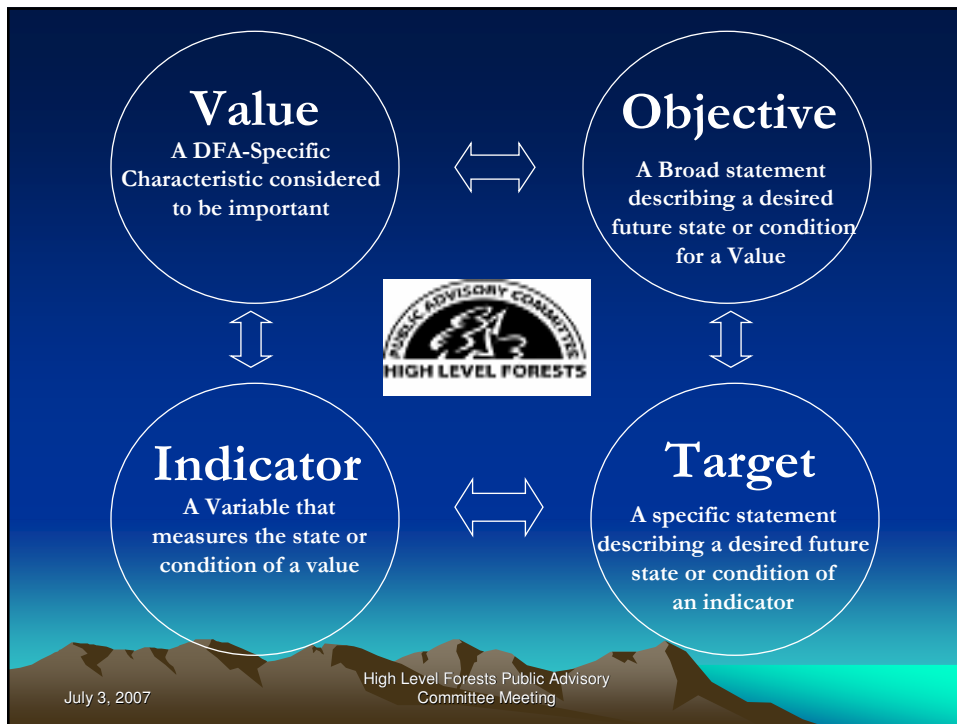 Value
A DFA-Specific
Characteristic considered
to be important
Objective
A Broad statement
describing a desired
future state or condition
for a Value
PUBLIC ADVISORY COMMITTEE
HIGH LEVEL FORESTS
Indicator
A Variable that
measures the state or
condition of a value
Target
A specific statement
describing a desired future
state or condition of
an indicator
July 3, 2007
High Level Forests Public Advisory
Committee Meeting